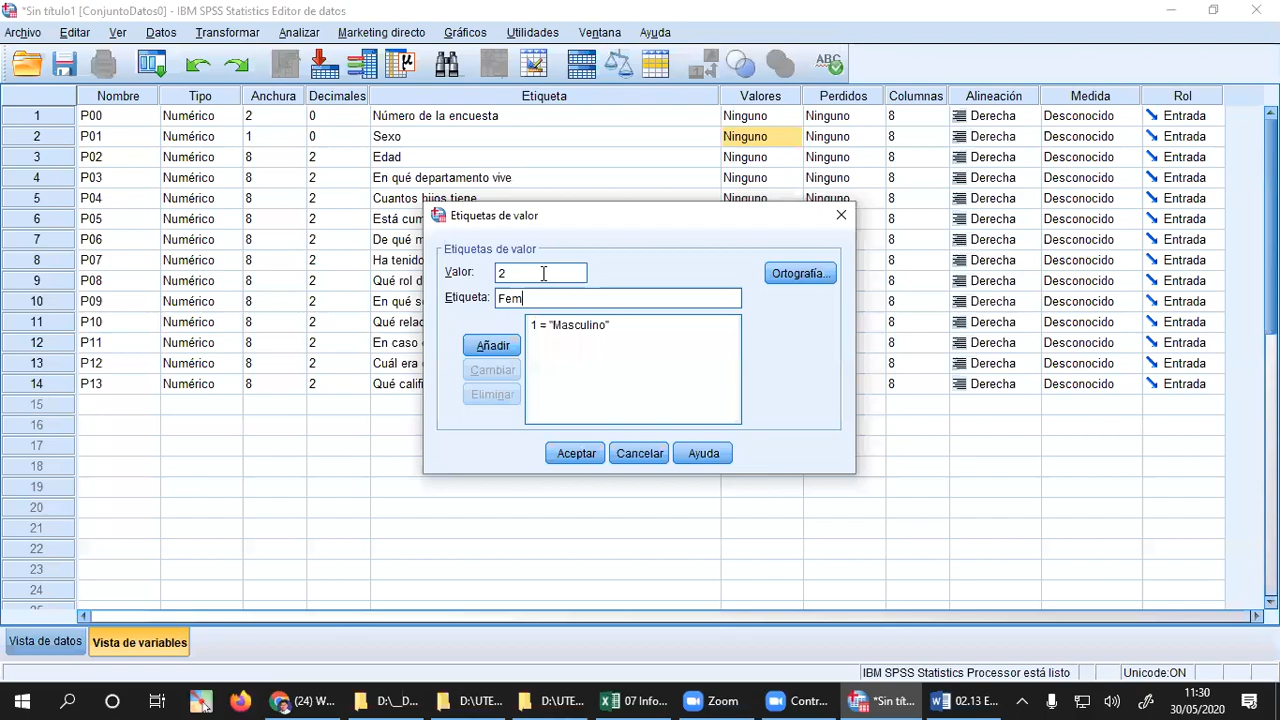 *Sin título1 [ConjuntoDatos0] - IBM SPSS Statistics Editor de datos
Archivo Editar Ver Datos Transformar Analizar Marketing directo Gráficos Utilidades Ventana Ayuda
ABC
Nombre Tipo Anchura Decimales Etiqueta Valores Perdidos Columnas Alineación Medida Rol
1 P00 Numérico 2 0 Número de la encuesta Ninguno Ninguno 8 Derecha Desconocido Entrada
2 P01 Numérico 1 0 Sexo Ninguno Ninguno 8 Derecha Desconocido Entrada
3 P02 Numérico 8 2 Edad Ninguno Ninguno 8 Derecha Desconocido Entrada
4 P03 Numérico 8 2 En qué departamento vive Ninguno Ninguno 8 Derecha Desconocido Entrada
5 P04 Numérico 8 2 Cuantos hijos tiene Ninguno Ninguno 8 Derecha Desconocido Entrada
6 P05 Numérico 8 2 Está cum 8 Derecha Desconocido Entrada
7 P06 Numérico 8 2 De qué m 8 Derecha Desconocido Entrada
8 P07 Numérico 8 2 Ha tenido 8 Derecha Desconocido Entrada
9 P08 Numérico 8 2 Qué rol d 8 Derecha Desconocido Entrada
10 P09 Numérico 8 2 En qué s 8 Derecha Desconocido Entrada
11 P10 Numérico 8 2 Qué relac 8 Derecha Desconocido Entrada
12 P11 Numérico 8 2 En caso 8 Derecha Desconocido Entrada
13 P12 Numérico 8 2 Cuál era 8 Derecha Desconocido Entrada
14 P13 Numérico 8 2 Qué calif 8 Derecha Desconocido Entrada
15
16
17
18
19
20
21
22
23
24
Etiquetas de valor
Etiquetas de valor
Valor: 2
Ortografía...
Etiqueta: Fem
1 = "Masculino"
Añadir
Cambiar
Eliminar
Aceptar Cancelar Ayuda
Vista de datos Vista de variables
IBM SPSS Statistics Processor está listo Unicode:ON
(24) W... D:\__D... D:\UTE... D:\UTE... 07 Info... Zoom Contr... *Sin tít... 02.13 E... 11:30
30/05/2020